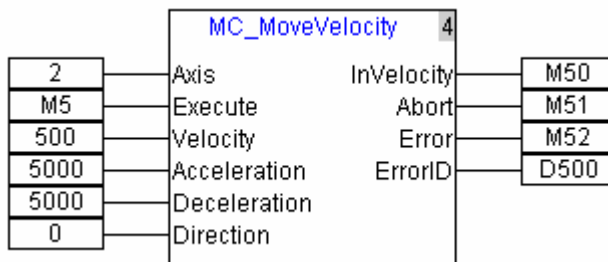 MC_MoveVelocity 4
2 Axis InVelocity M50
M5 Execute Abort M51
500 Velocity Error M52
5000 Acceleration ErrorID D500
5000 Deceleration
0 Direction